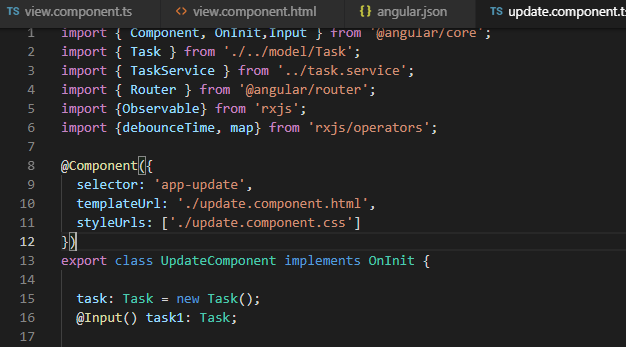 TS view.component.ts <> view.component.html {} angular.json TS update.component.ts
1 import { Component, OnInit,Input } from '@angular/core';
2 import { Task } from './../model/Task';
3 import { TaskService } from '../task.service';
4 import { Router } from '@angular/router';
5 import {Observable} from 'rxjs';
6 import {debounceTime, map} from 'rxjs/operators';
7
8 @Component({
9 selector: 'app-update',
10 templateUrl: './update.component.html',
11 styleUrls: ['./update.component.css']
12 })
13 export class UpdateComponent implements OnInit {
14
15 task: Task = new Task();
16 @Input() task1: Task;
17